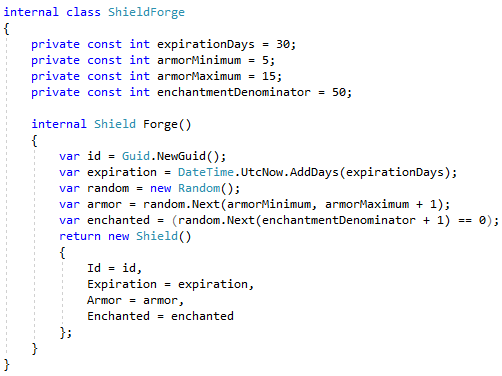 internal class ShieldForge
{
    private const int expirationDays = 30;
    private const int armorMinimum = 5;
    private const int armorMaximum = 15;
    private const int enchantmentDenominator = 50;

    internal Shield Forge()
    {
        var id = Guid.NewGuid();
        var expiration = DateTime.UtcNow.AddDays(expirationDays);
        var random = new Random();
        var armor = random.Next(armorMinimum, armorMaximum + 1);
        var enchanted = (random.Next(enchantmentDenominator + 1) == 0);
        return new Shield()
        {
            Id = id,
            Expiration = expiration,
            Armor = armor,
            Enchanted = enchanted
        };
    }
}